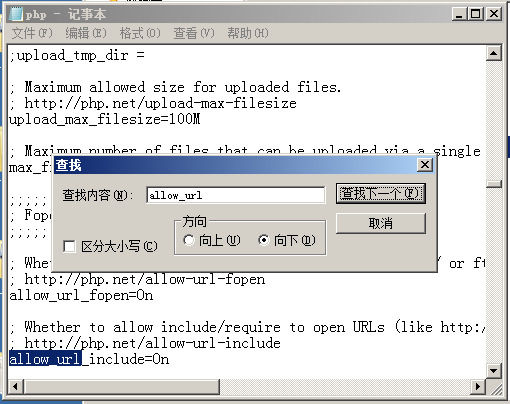 php - 记事本
文件(F) 编辑(E) 格式(O) 查看(V) 帮助(H)
;upload_tmp_dir =
; Maximum allowed size for uploaded files.
; http://php.net/upload-max-filesize
upload_max_filesize=100M
; Maximum number of files that can be uploaded via a single
max_f
查找
查找内容(N): allow_url 查找下一个(F)
方向 取消
区分大小写(C) 向上(U) 向下(D)
;;;;;
; Fope
;;;;;
; Whet / or ft
; http://php.net/allow-url-fopen
allow_url_fopen=On
; Whether to allow include/require to open URLs (like http:/
; http://php.net/allow-url-include
allow_url_include=On